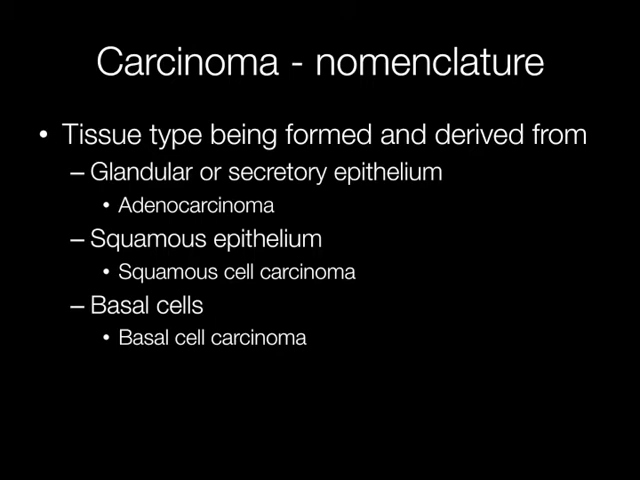 Carcinoma - nomenclature
• Tissue type being formed and derived from
– Glandular or secretory epithelium
• Adenocarcinoma
– Squamous epithelium
• Squamous cell carcinoma
– Basal cells
• Basal cell carcinoma